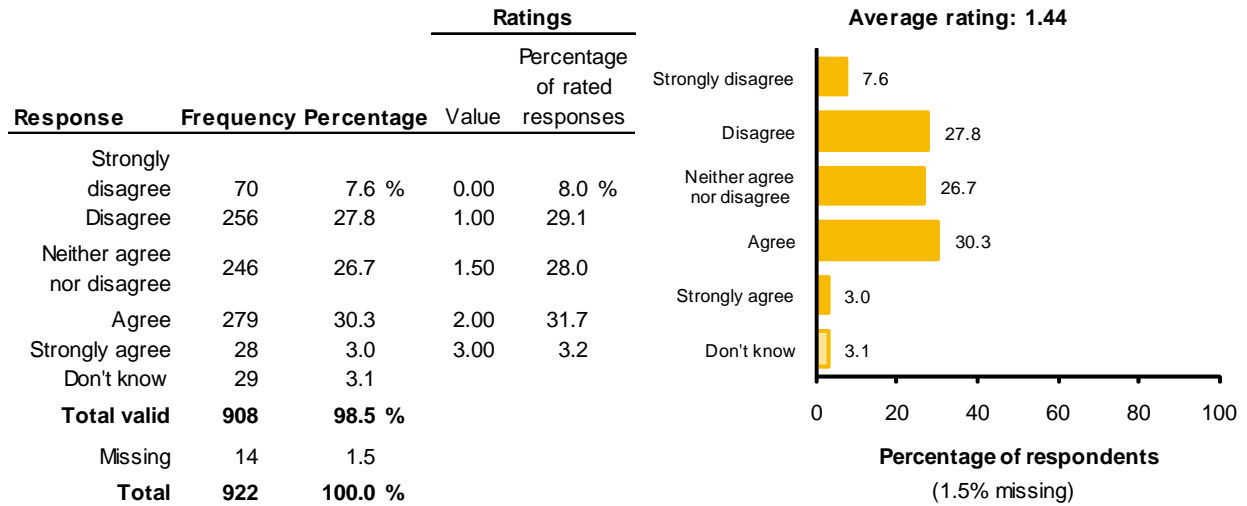 Ratings
Response Frequency Percentage Value Percentage of rated responses
Strongly disagree 70 7.6 % 0.00 8.0 %
Disagree 256 27.8 1.00 29.1
Neither agree nor disagree 246 26.7 1.50 28.0
Agree 279 30.3 2.00 31.7
Strongly agree 28 3.0 3.00 3.2
Don't know 29 3.1
Total valid 908 98.5 %
Missing 14 1.5
Total 922 100.0 %
Average rating: 1.44
Strongly disagree 7.6
Disagree 27.8
Neither agree
nor disagree 26.7
Agree 30.3
Strongly agree 3.0
Don't know 3.1
0 20 40 60 80 100
Percentage of respondents
(1.5% missing)